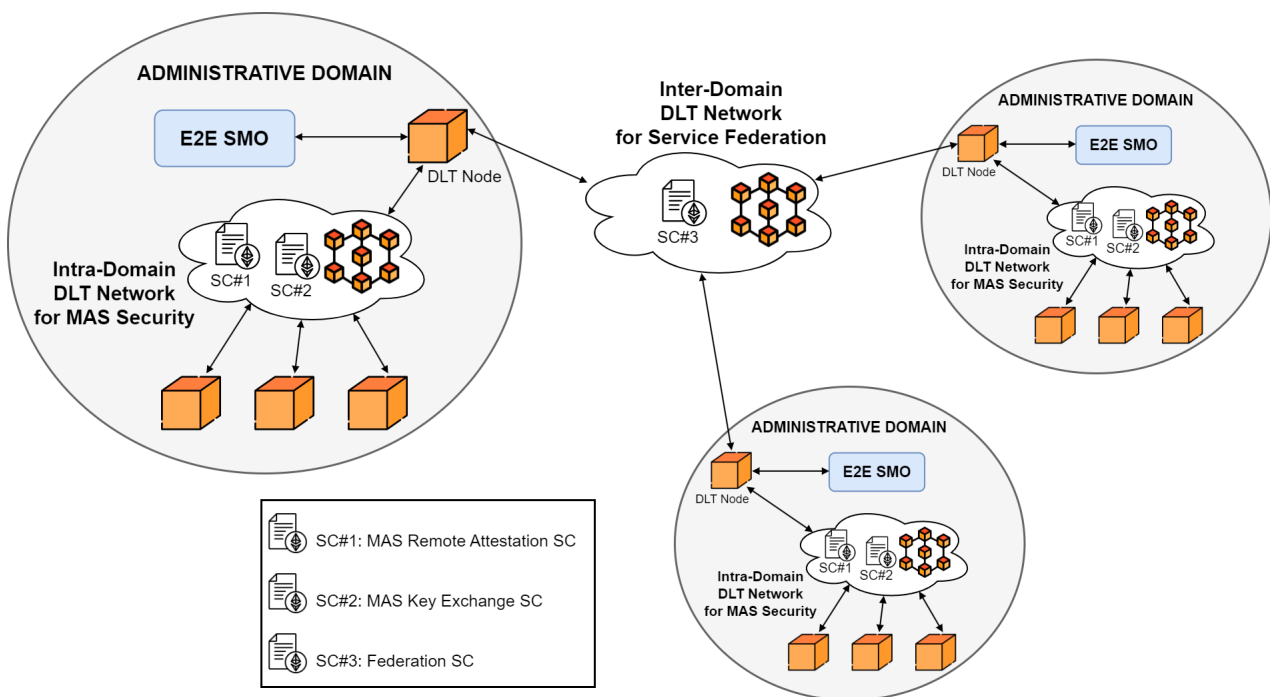 ADMINISTRATIVE DOMAIN
E2E SMO
DLT Node
SC#1
SC#2
Intra-Domain
DLT Network
for MAS Security
Inter-Domain
DLT Network
for Service Federation
SC#3
ADMINISTRATIVE DOMAIN
E2E SMO
DLT Node
SC#1
SC#2
Intra-Domain
DLT Network
for MAS Security
ADMINISTRATIVE DOMAIN
E2E SMO
DLT Node
SC#1
SC#2
Intra-Domain
DLT Network
for MAS Security
SC#1: MAS Remote Attestation SC
SC#2: MAS Key Exchange SC
SC#3: Federation SC